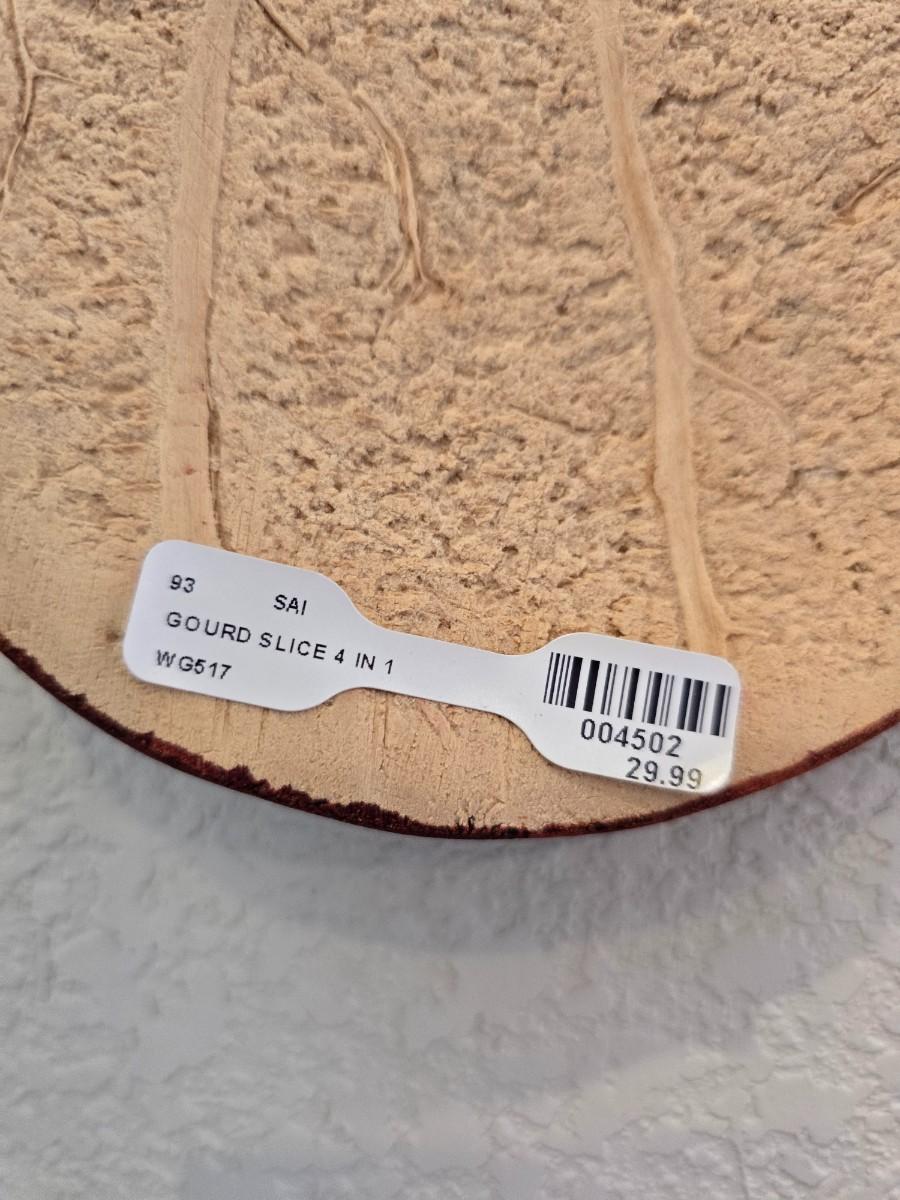 93 SAI
GOURD SLICE 4 IN 1
WG517
004502
29.99